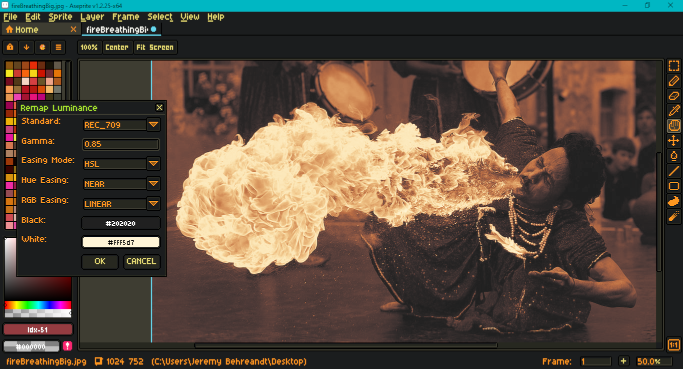 fireBreathingBig.jpg - Aseprite v1.2.25-x64
File Edit Sprite Layer Frame Select View Help
Home
fireBreathingBig
100% Center Fit Screen
Remap Luminance
Standard: REC_709
Gamma: 0.85
Easing Mode: HSL
Hue Easing: NEAR
RGB Easing: LINEAR
Black: #202020
White: #fff5d7
OK CANCEL
Idx-51
#000000
1:1
fireBreathingBig.jpg 1024 752 (C:\Users\Jeremy Behreandt\Desktop)
Frame: 1 + 50.0%